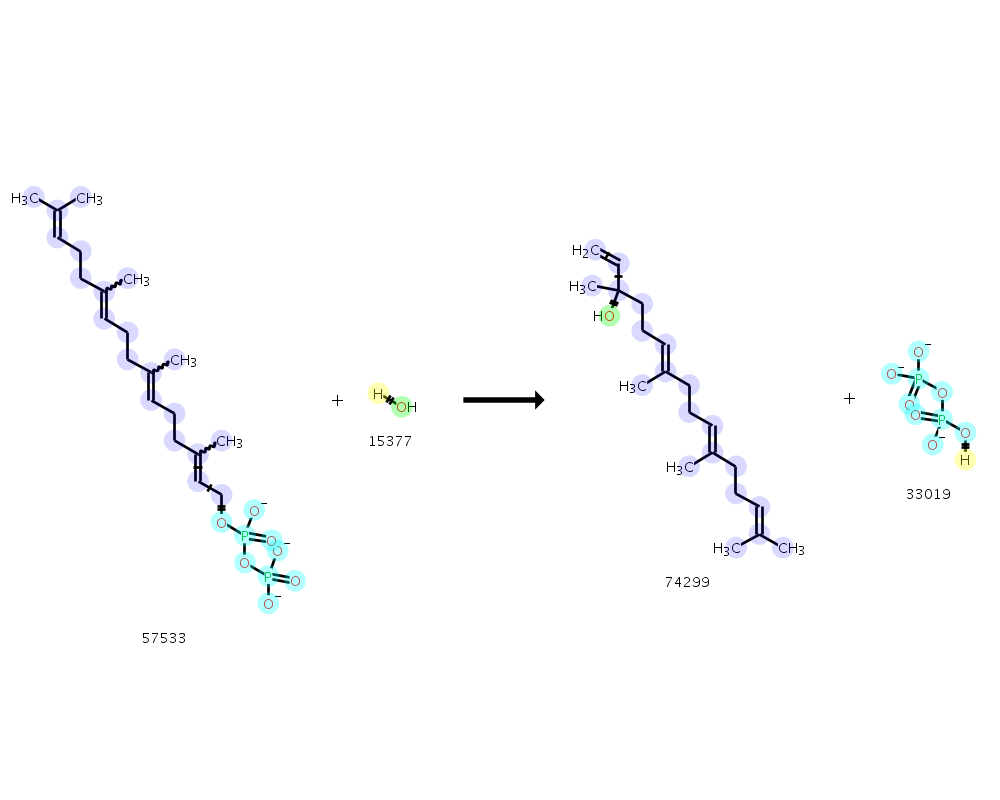 H₃C CH₃
CH₃
CH₃
CH₃
O
O⁻
P O
O⁻
O
P O
O⁻
57533
+
H
OH
15377
H₂C
H₃C
HO
H₃C
H₃C
H₃C CH₃
74299
+
O⁻
O⁻ P
O
O
O P
O⁻ O
H
33019